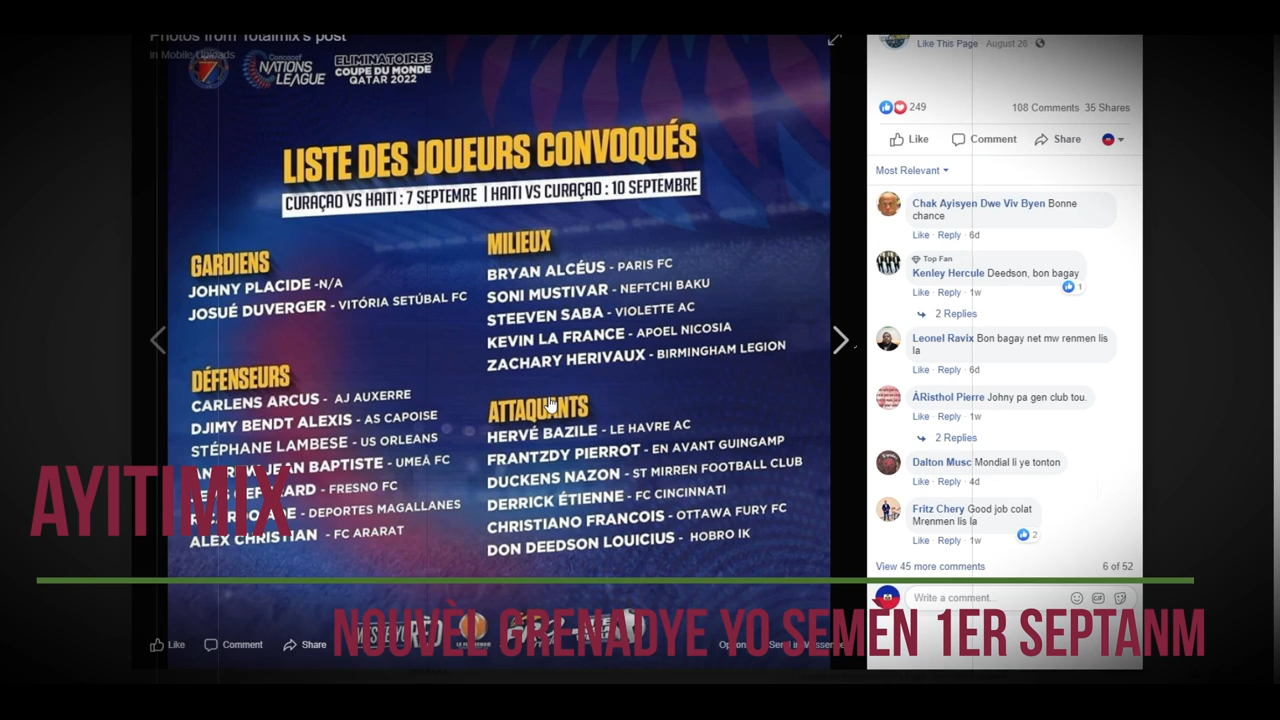 Photos from Totalmix's post
in Mobile Uploads
Concacaf
NATIONS
LEAGUE
ELIMINATOIRES
COUPE DU MONDE
QATAR 2022
LISTE DES JOUEURS CONVOQUÉS
CURAÇAO VS HAITI : 7 SEPTEMRE | HAITI VS CURAÇAO : 10 SEPTEMBRE
GARDIENS
JOHNY PLACIDE -N/A
JOSUÉ DUVERGER - VITÓRIA SETÚBAL FC
DÉFENSEURS
CARLENS ARCUS - AJ AUXERRE
DJIMY BENDT ALEXIS - AS CAPOISE
STÉPHANE LAMBESE - US ORLEANS
JEAN BAPTISTE - UMEÅ FC
- FRESNO FC
- DEPORTES MAGALLANES
ALEX CHRISTIAN - FC ARARAT
MILIEUX
BRYAN ALCÉUS - PARIS FC
SONI MUSTIVAR - NEFTCHI BAKU
STEEVEN SABA - VIOLETTE AC
KEVIN LA FRANCE - APOEL NICOSIA
ZACHARY HERIVAUX - BIRMINGHAM LEGION
ATTAQUANTS
HERVÉ BAZILE - LE HAVRE AC
FRANTZDY PIERROT - EN AVANT GUINGAMP
DUCKENS NAZON - ST MIRREN FOOTBALL CLUB
DERRICK ÉTIENNE - FC CINCINNATI
CHRISTIANO FRANCOIS - OTTAWA FURY FC
DON DEEDSON LOUICIUS - HOBRO IK
Like Comment Share
Like This Page · August 26 ·
249 108 Comments 35 Shares
Like Comment Share
Most Relevant
Chak Ayisyen Dwe Viv Byen Bonne
chance
Like · Reply · 6d
Top Fan
Kenley Hercule Deedson, bon bagay
Like · Reply · 1w 1
2 Replies
Leonel Ravix Bon bagay net mw renmen lis
la
Like · Reply · 6d
ÂRisthol Pierre Johny pa gen club tou.
Like · Reply · 1w
2 Replies
Dalton Musc Mondial li ye tonton
Like · Reply · 4d
Fritz Chery Good job colat
Mrenmen lis la
Like · Reply · 1w 2
View 45 more comments 6 of 52
Write a comment...
AYITIMIX
NOUVÈL GRENADYE YO SEMÈN 1ER SEPTANM